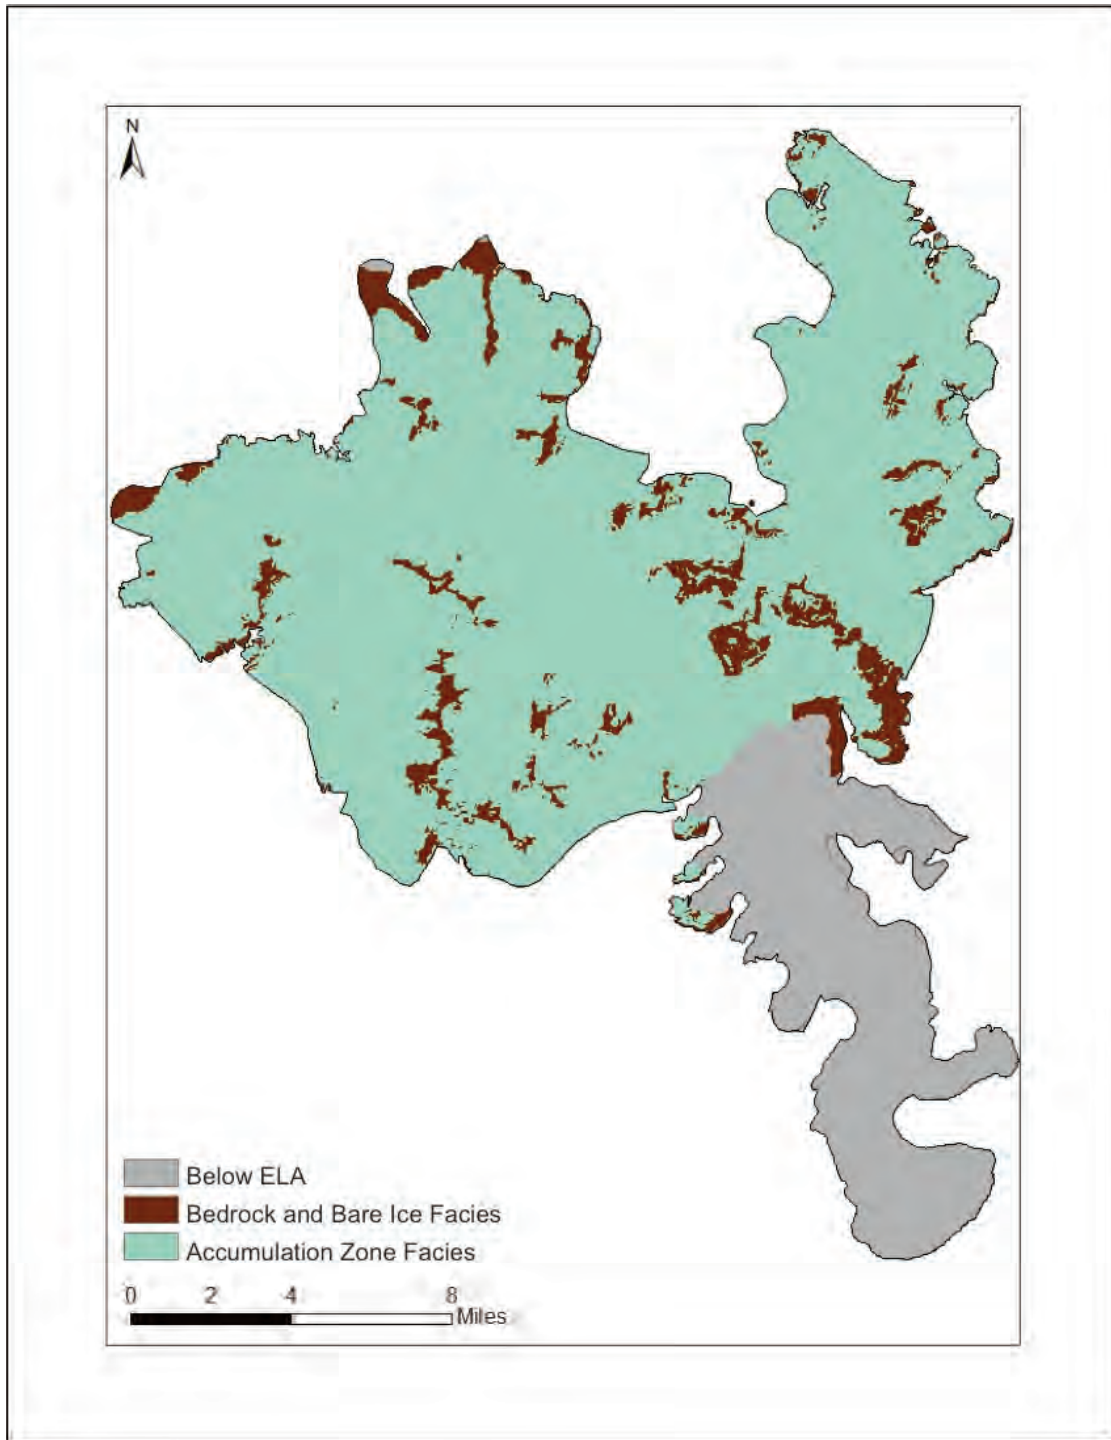 N
Below ELA
Bedrock and Bare Ice Facies
Accumulation Zone Facies
0 2 4 8
Miles